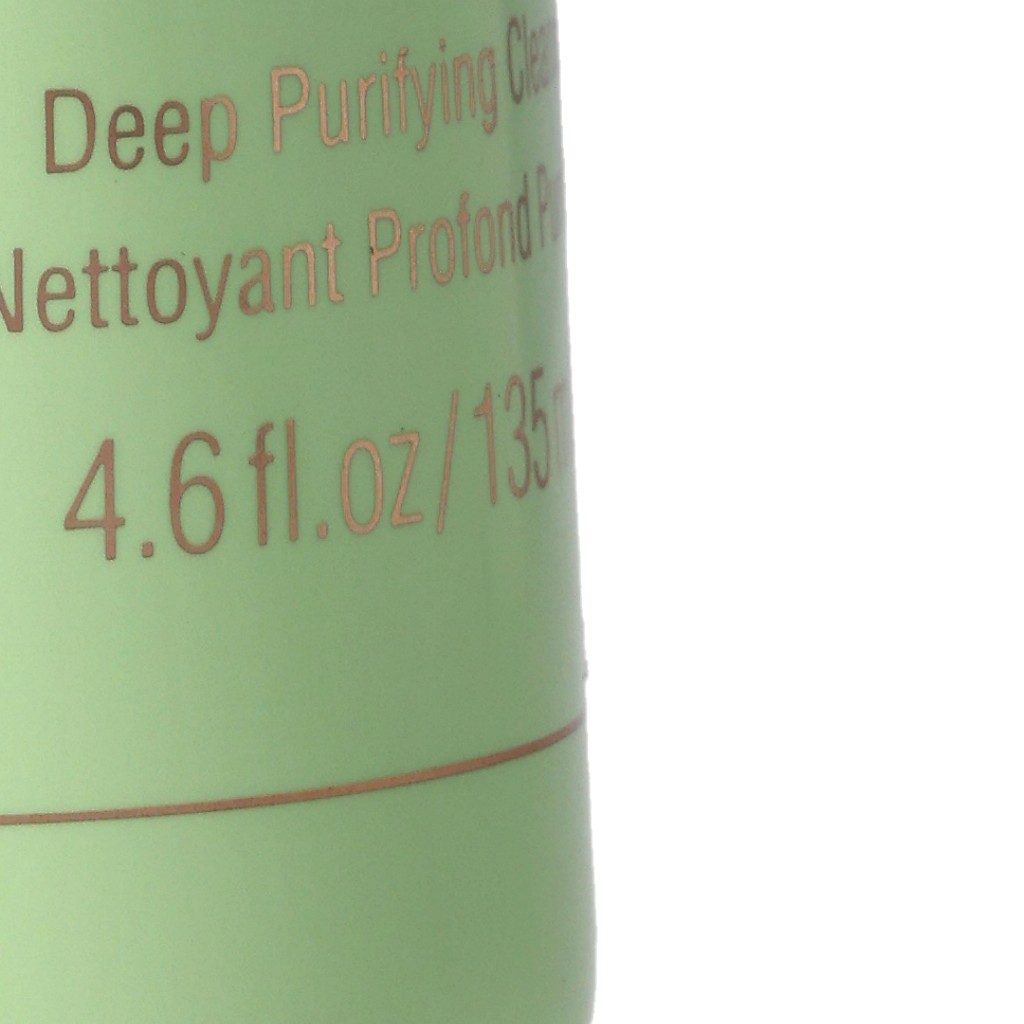 Deep Purifying
Nettoyant Profond
4.6 fl.oz/135